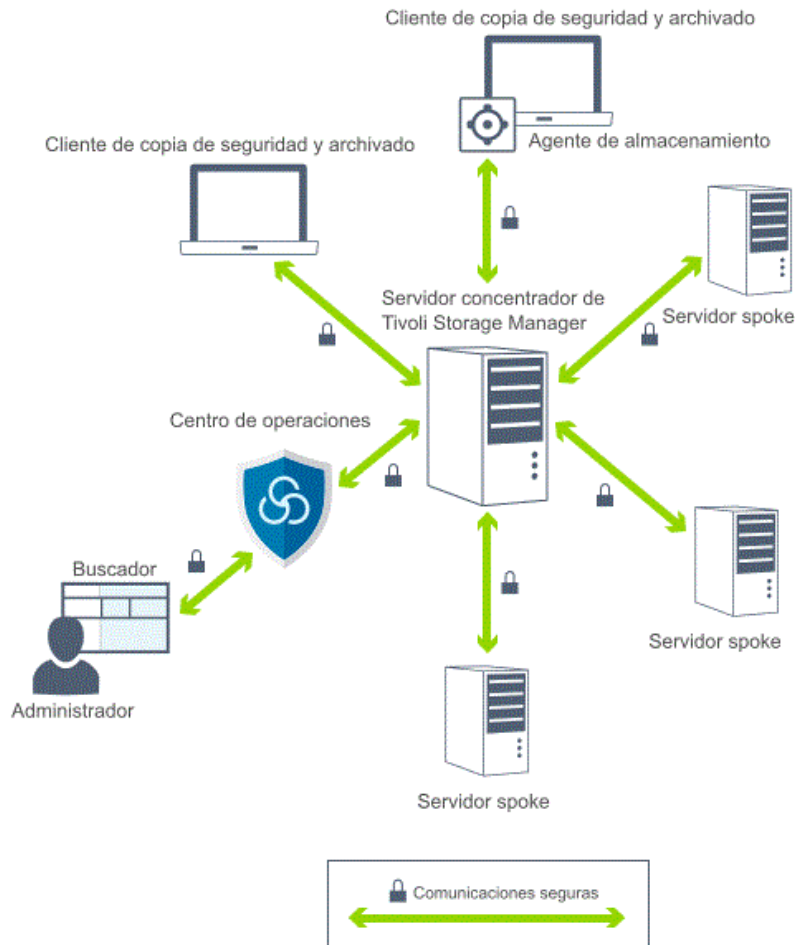 Cliente de copia de seguridad y archivado
Agente de almacenamiento
Cliente de copia de seguridad y archivado
Servidor concentrador de
Tivoli Storage Manager
Servidor spoke
Centro de operaciones
Buscador
Administrador
Servidor spoke
Servidor spoke
Comunicaciones seguras